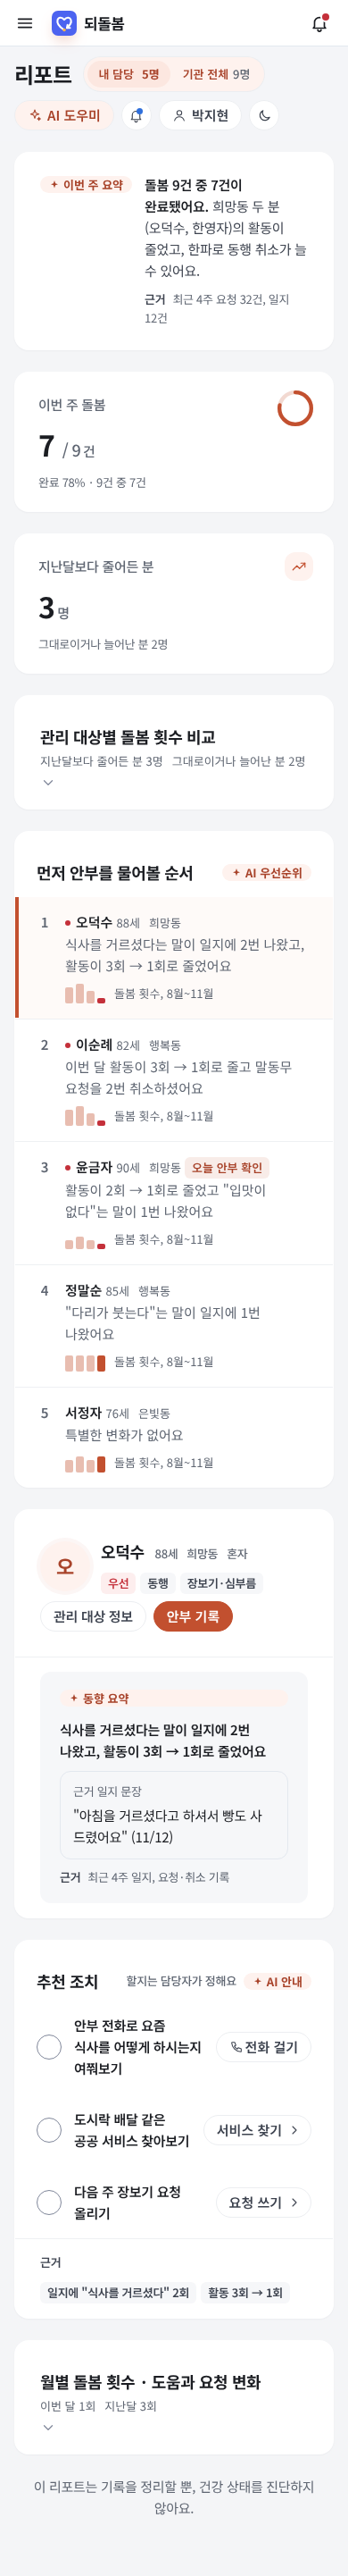 되돌봄
리포트 내 담당 5명 기관 전체 9명
AI 도우미 박지현
이번 주 요약
돌봄 9건 중 7건이
완료됐어요. 희망동 두 분
(오덕수, 한영자)의 활동이
줄었고, 한파로 동행 취소가 늘
수 있어요.
근거 최근 4주 요청 32건, 일지
12건
이번 주 돌봄
7 / 9 건
완료 78% · 9건 중 7건
지난달보다 줄어든 분
3 명
그대로이거나 늘어난 분 2명
관리 대상별 돌봄 횟수 비교
지난달보다 줄어든 분 3명 그대로이거나 늘어난 분 2명
먼저 안부를 물어볼 순서 AI 우선순위
1 오덕수 88세 희망동
식사를 거르셨다는 말이 일지에 2번 나왔고,
활동이 3회 → 1회로 줄었어요
돌봄 횟수, 8월~11월
2 이순례 82세 행복동
이번 달 활동이 3회 → 1회로 줄고 말동무
요청을 2번 취소하셨어요
돌봄 횟수, 8월~11월
3 윤금자 90세 희망동 오늘 안부 확인
활동이 2회 → 1회로 줄었고 "입맛이
없다"는 말이 1번 나왔어요
돌봄 횟수, 8월~11월
4 정말순 85세 행복동
"다리가 붓는다"는 말이 일지에 1번
나왔어요
돌봄 횟수, 8월~11월
5 서정자 76세 은빛동
특별한 변화가 없어요
돌봄 횟수, 8월~11월
오 오덕수 88세 희망동 혼자
우선 동행 장보기·심부름
관리 대상 정보 안부 기록
동향 요약
식사를 거르셨다는 말이 일지에 2번
나왔고, 활동이 3회 → 1회로 줄었어요
근거 일지 문장
"아침을 거르셨다고 하셔서 빵도 사
드렸어요" (11/12)
근거 최근 4주 일지, 요청·취소 기록
추천 조치 할지는 담당자가 정해요 AI 안내
안부 전화로 요즘
식사를 어떻게 하시는지
여쭤보기
전화 걸기
도시락 배달 같은
공공 서비스 찾아보기
서비스 찾기
다음 주 장보기 요청
올리기
요청 쓰기
근거
일지에 "식사를 거르셨다" 2회 활동 3회 → 1회
월별 돌봄 횟수 · 도움과 요청 변화
이번 달 1회 지난달 3회
이 리포트는 기록을 정리할 뿐, 건강 상태를 진단하지
않아요.